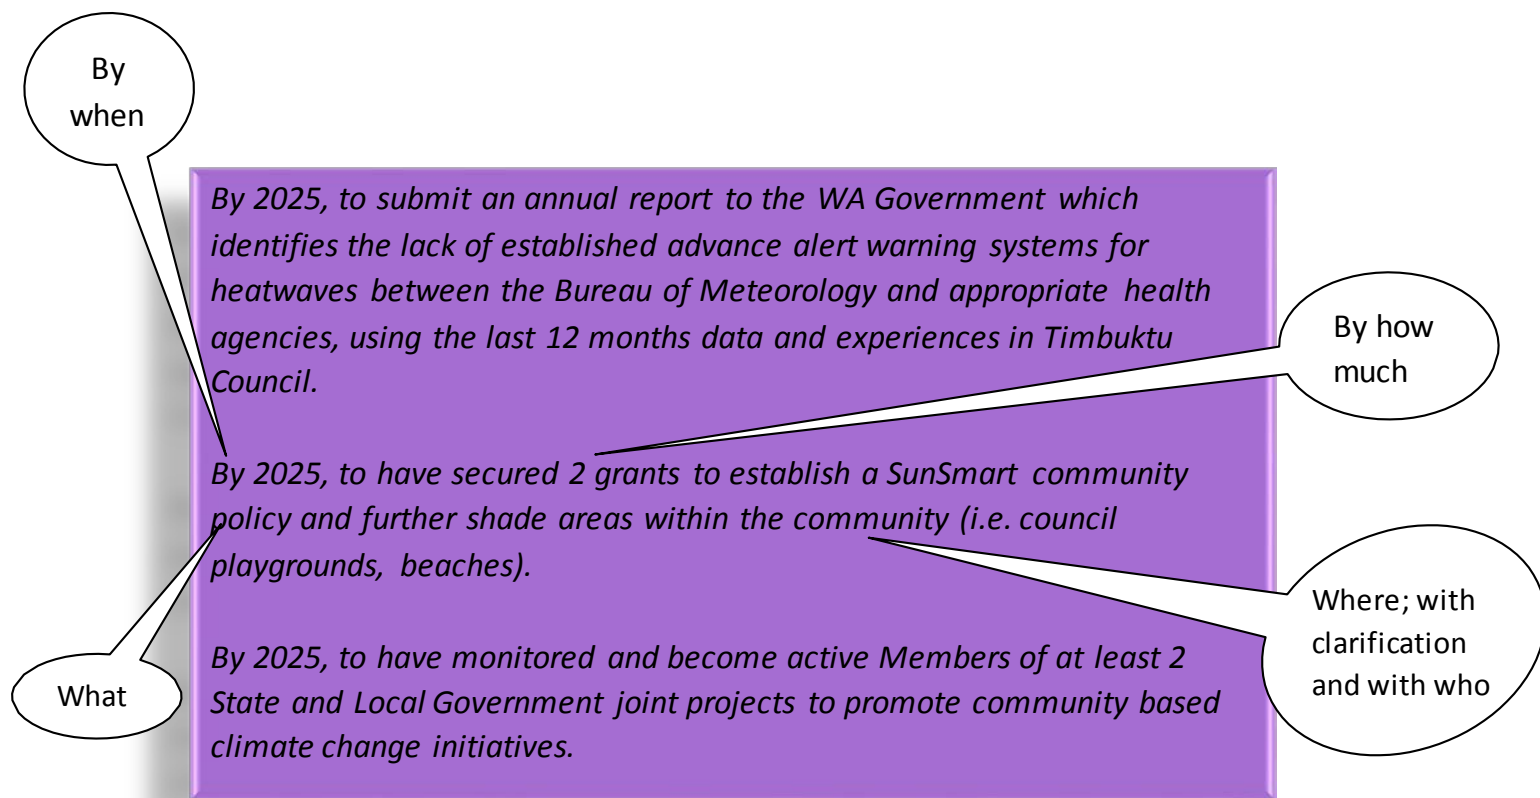 By
when
By 2025, to submit an annual report to the WA Government which
identifies the lack of established advance alert warning systems for
heatwaves between the Bureau of Meteorology and appropriate health
agencies, using the last 12 months data and experiences in Timbuktu
Council.
By how
much
By 2025, to have secured 2 grants to establish a SunSmart community
policy and further shade areas within the community (i.e. council
playgrounds, beaches).
Where; with
clarification
and with who
What
By 2025, to have monitored and become active Members of at least 2
State and Local Government joint projects to promote community based
climate change initiatives.